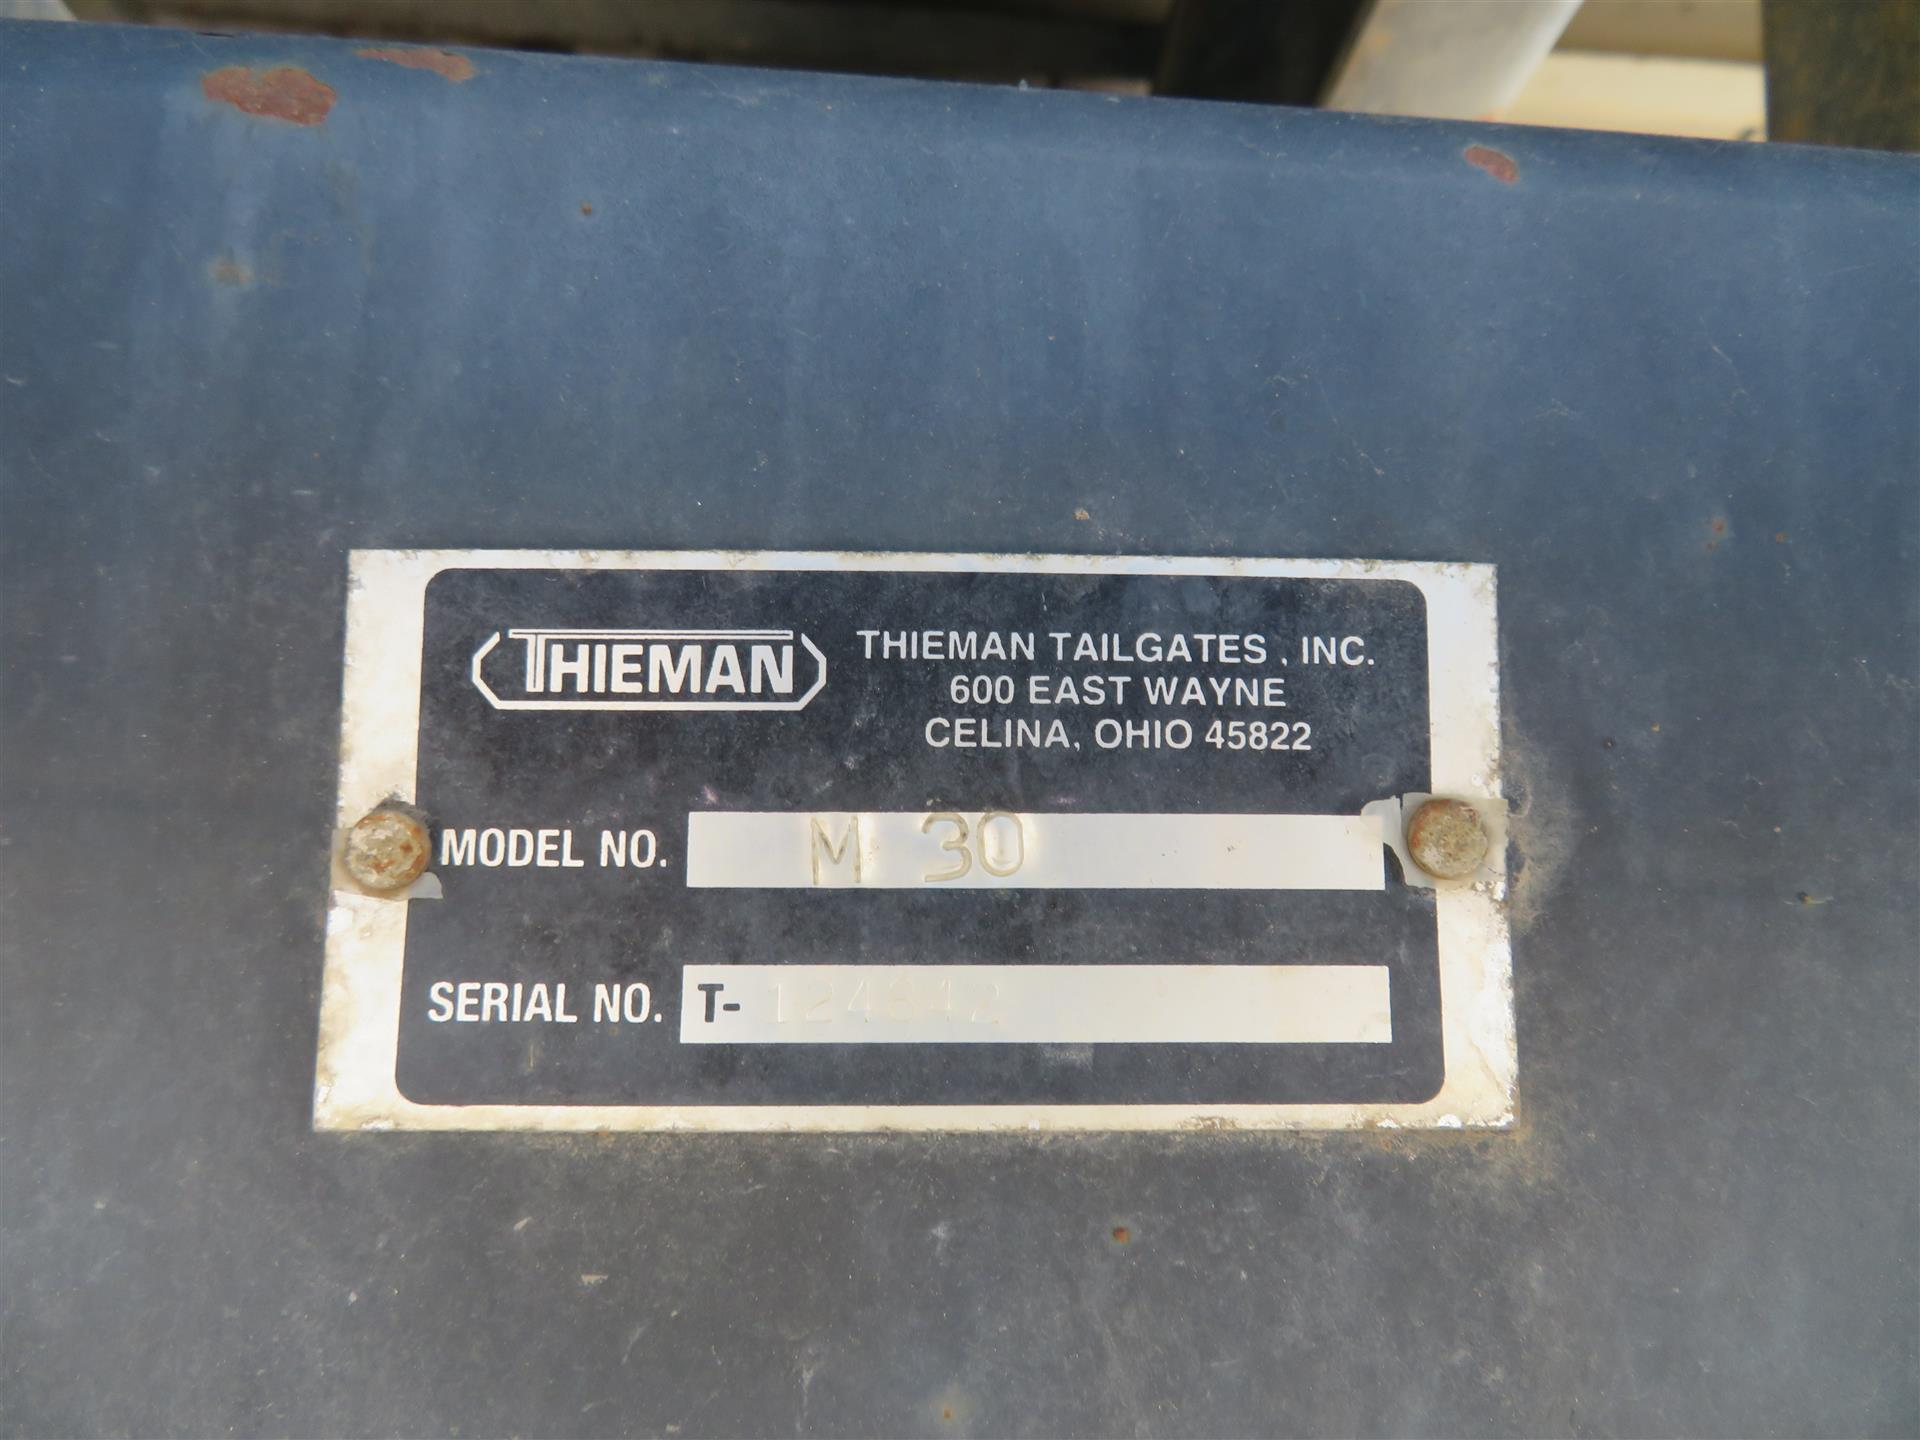 THIEMAN
THIEMAN TAILGATES, INC.
600 EAST WAYNE
CELINA, OHIO 45822
MODEL NO. M 30
SERIAL NO. T-